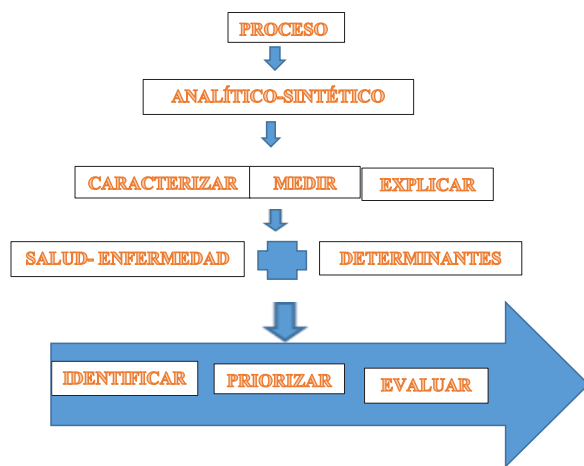 PROCESO
ANALÍTICO-SINTÉTICO
CARACTERIZAR MEDIR EXPLICAR
SALUD- ENFERMEDAD DETERMINANTES
IDENTIFICAR PRIORIZAR EVALUAR